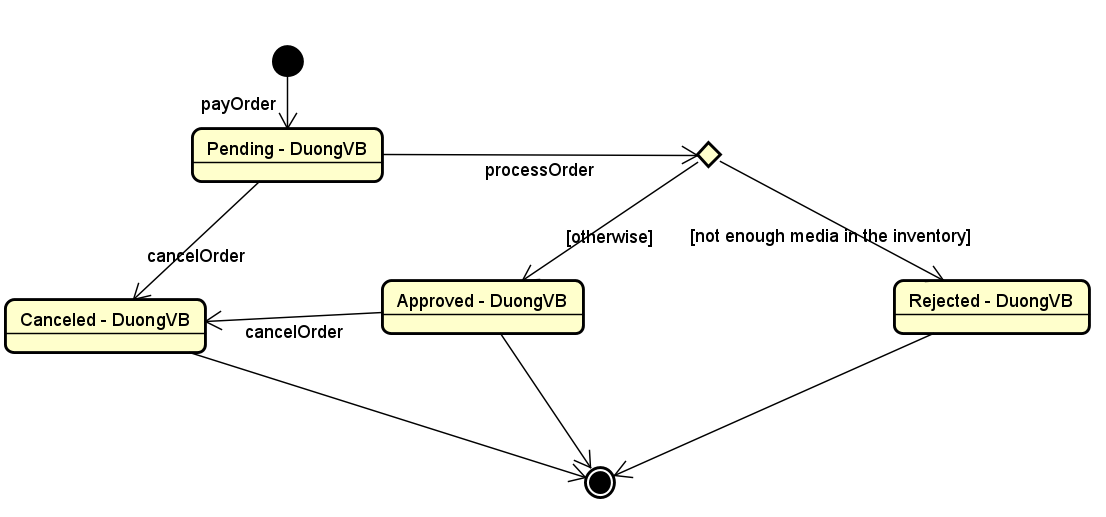 payOrder
Pending - DuongVB
processOrder
[otherwise]
[not enough media in the inventory]
cancelOrder
Approved - DuongVB
Rejected - DuongVB
Canceled - DuongVB
cancelOrder